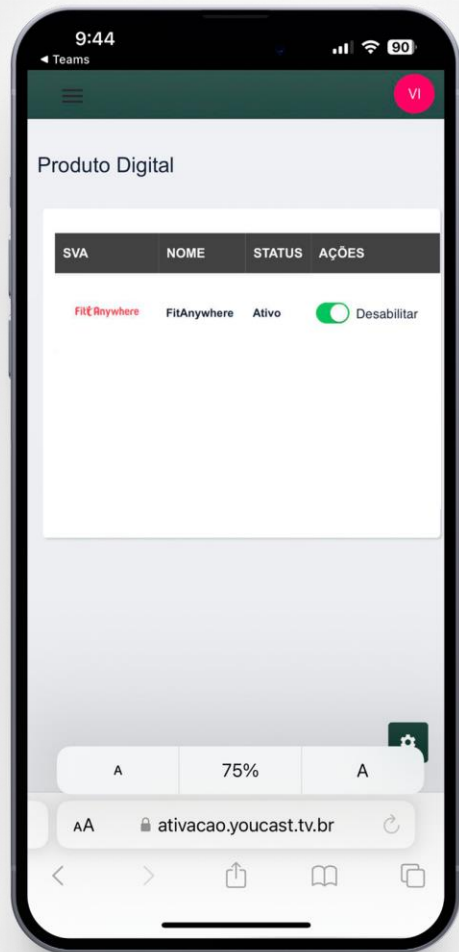 9:44
90
◀ Teams
VI
Produto Digital
SVA NOME STATUS AÇÕES
FitAnywhere FitAnywhere Ativo Desabilitar
A 75% A
AA ativacao.youcast.tv.br